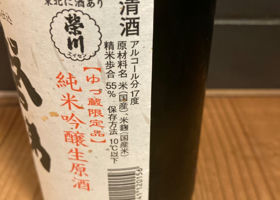 清酒
アルコール分17度
原材料名 米(国産)、米麹(国産米)
精米歩合 55% 保存方法 10℃以下
東北に酒あり
榮川
【ゆづ蔵限定品】
純米吟醸生原酒